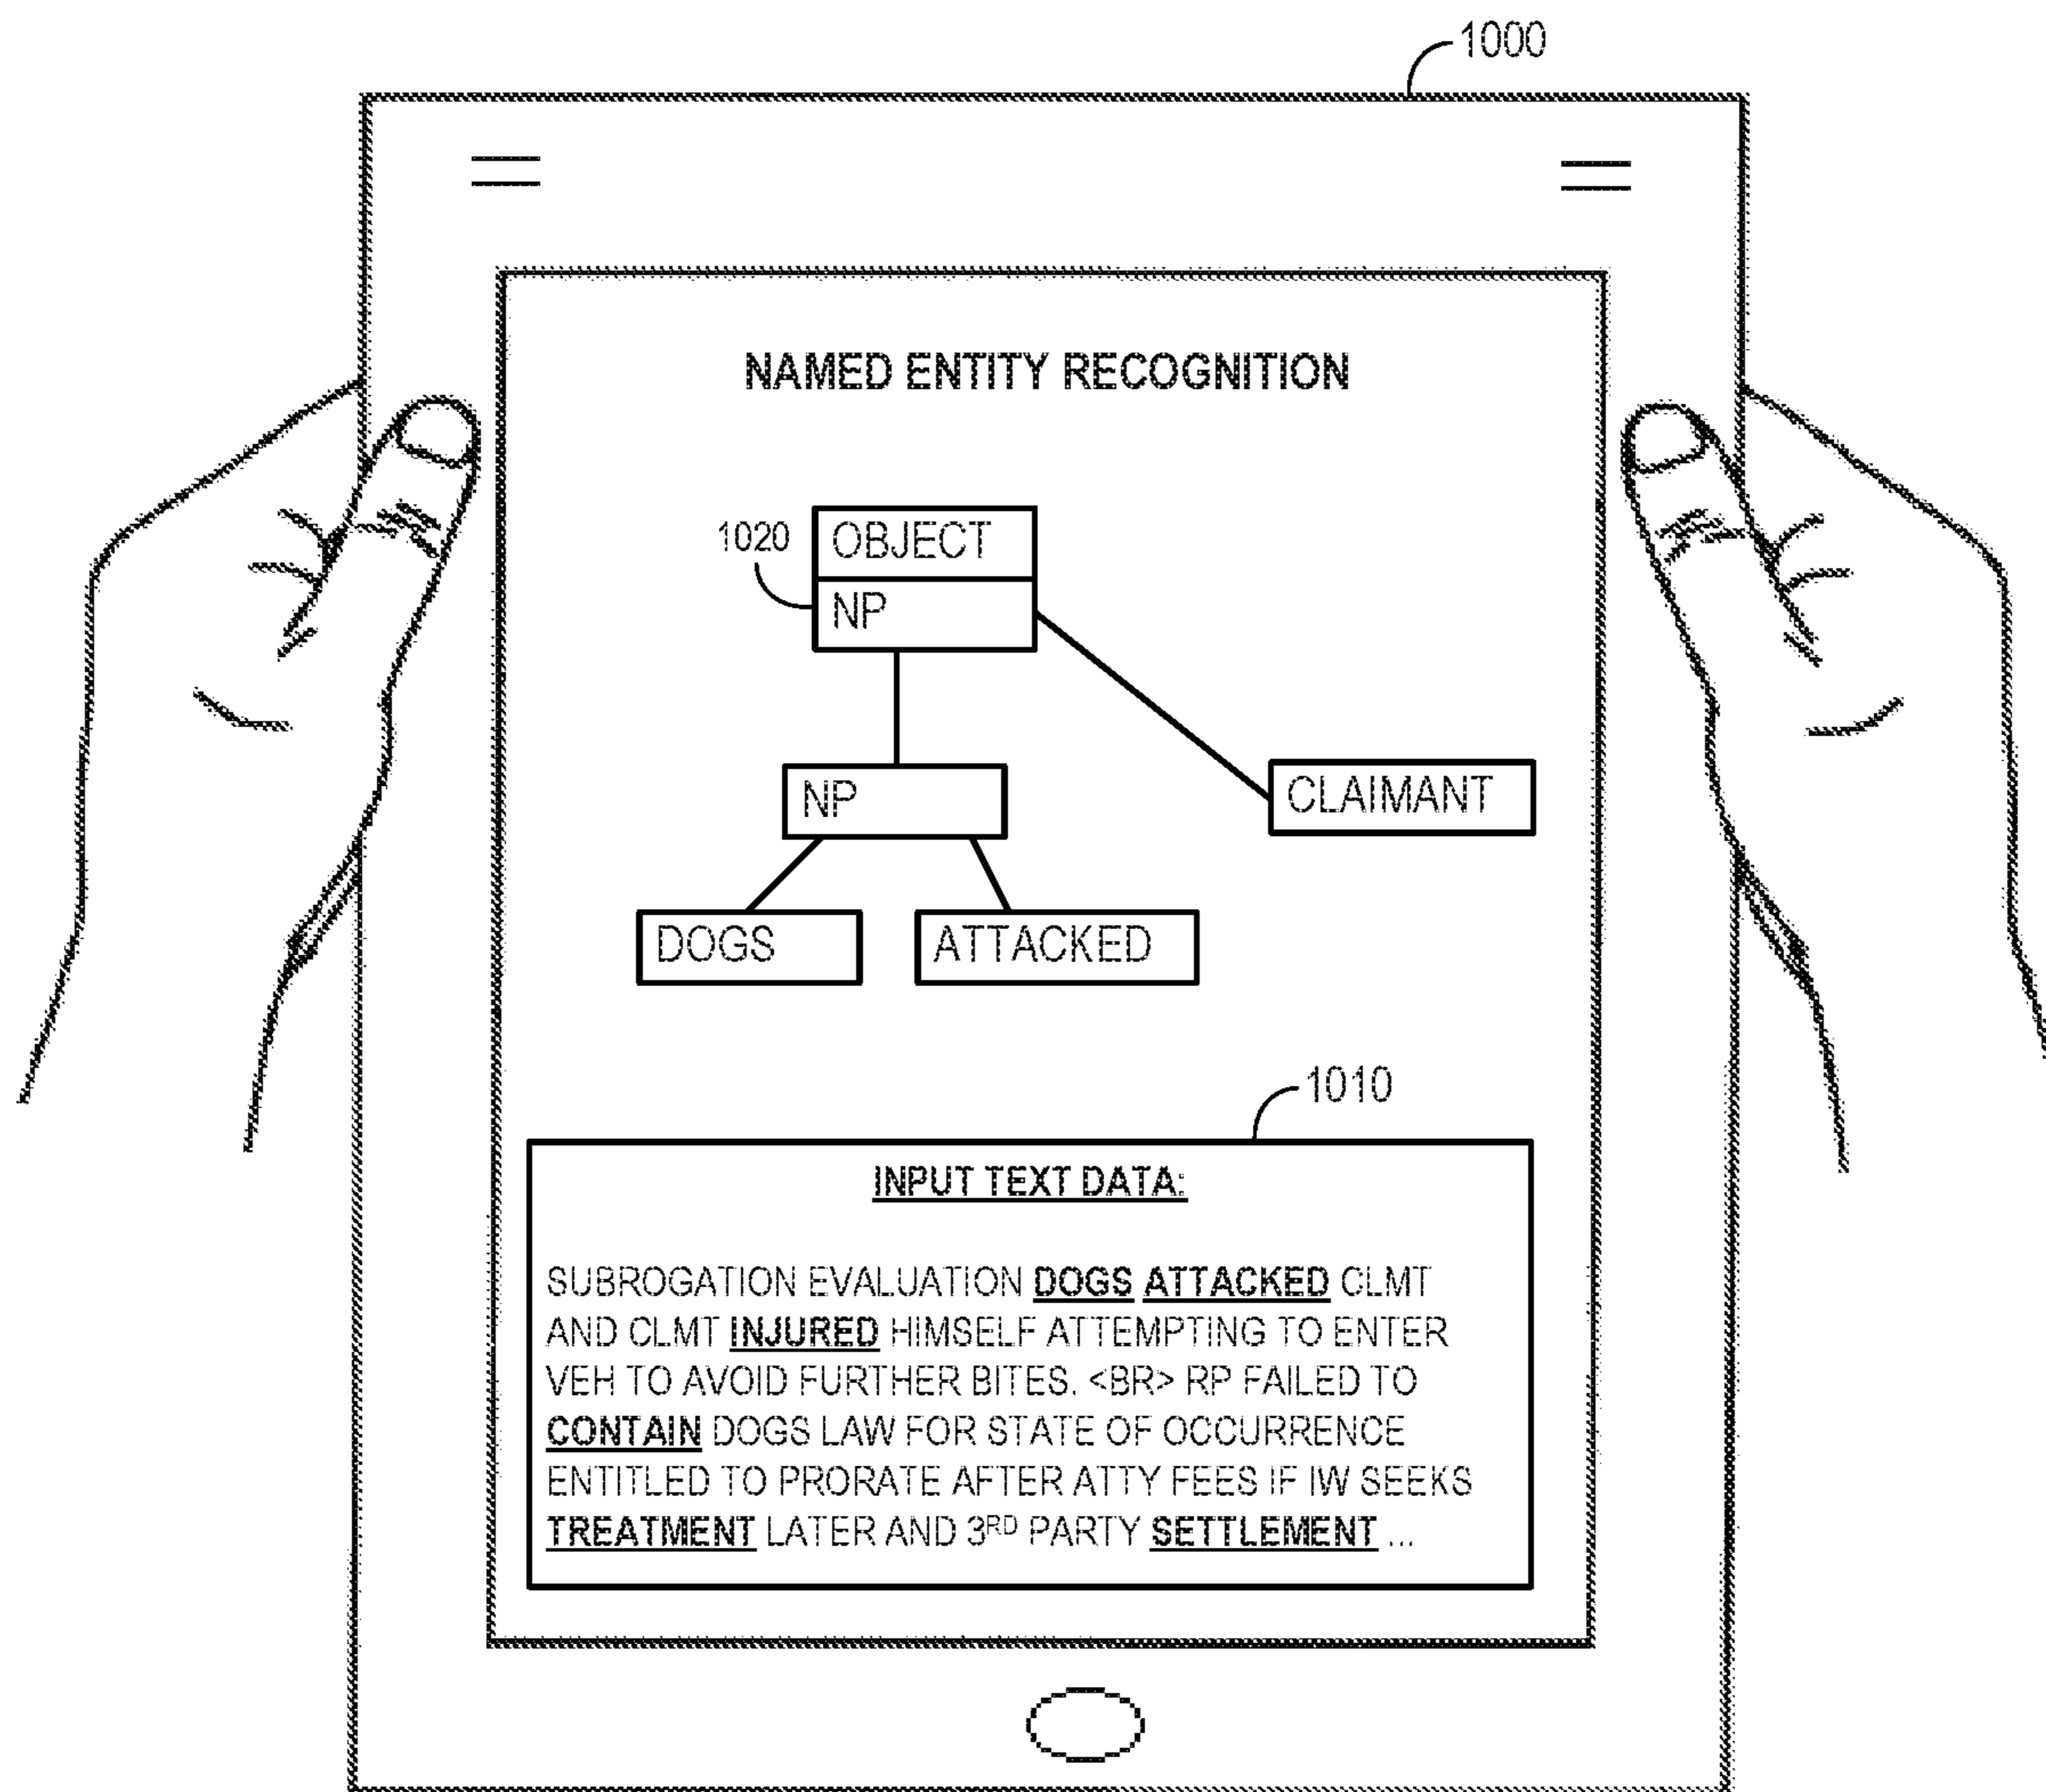 1000
NAMED ENTITY RECOGNITION
1020
OBJECT
NP
NP
CLAIMANT
DOGS
ATTACKED
1010
INPUT TEXT DATA:
SUBROGATION EVALUATION DOGS ATTACKED CLMT
AND CLMT INJURED HIMSELF ATTEMPTING TO ENTER
VEH TO AVOID FURTHER BITES. <BR> RP FAILED TO
CONTAIN DOGS LAW FOR STATE OF OCCURRENCE
ENTITLED TO PRORATE AFTER ATTY FEES IF IW SEEKS
TREATMENT LATER AND 3RD PARTY SETTLEMENT ...